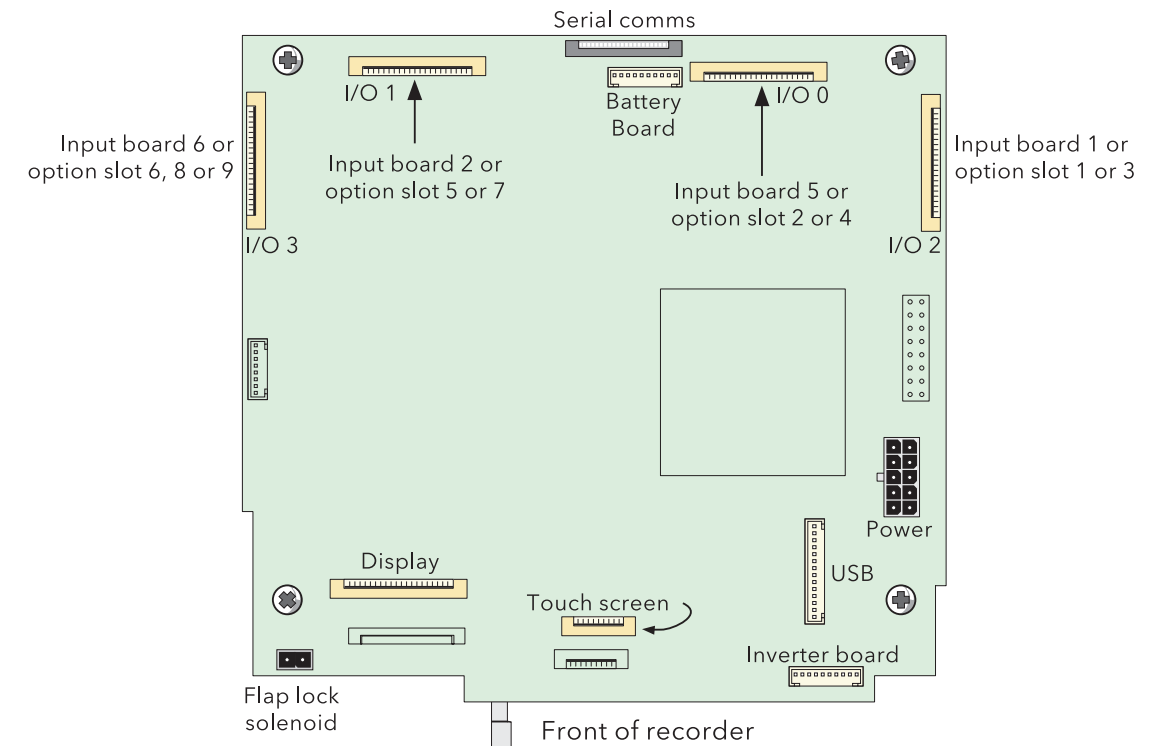 Serial comms
I/O 1
I/O 0
Battery
Board
Input board 6 or
option slot 6, 8 or 9
Input board 2 or
option slot 5 or 7
Input board 5 or
option slot 2 or 4
Input board 1 or
option slot 1 or 3
I/O 3
I/O 2
Power
Display
USB
Touch screen
Inverter board
Flap lock
solenoid
Front of recorder